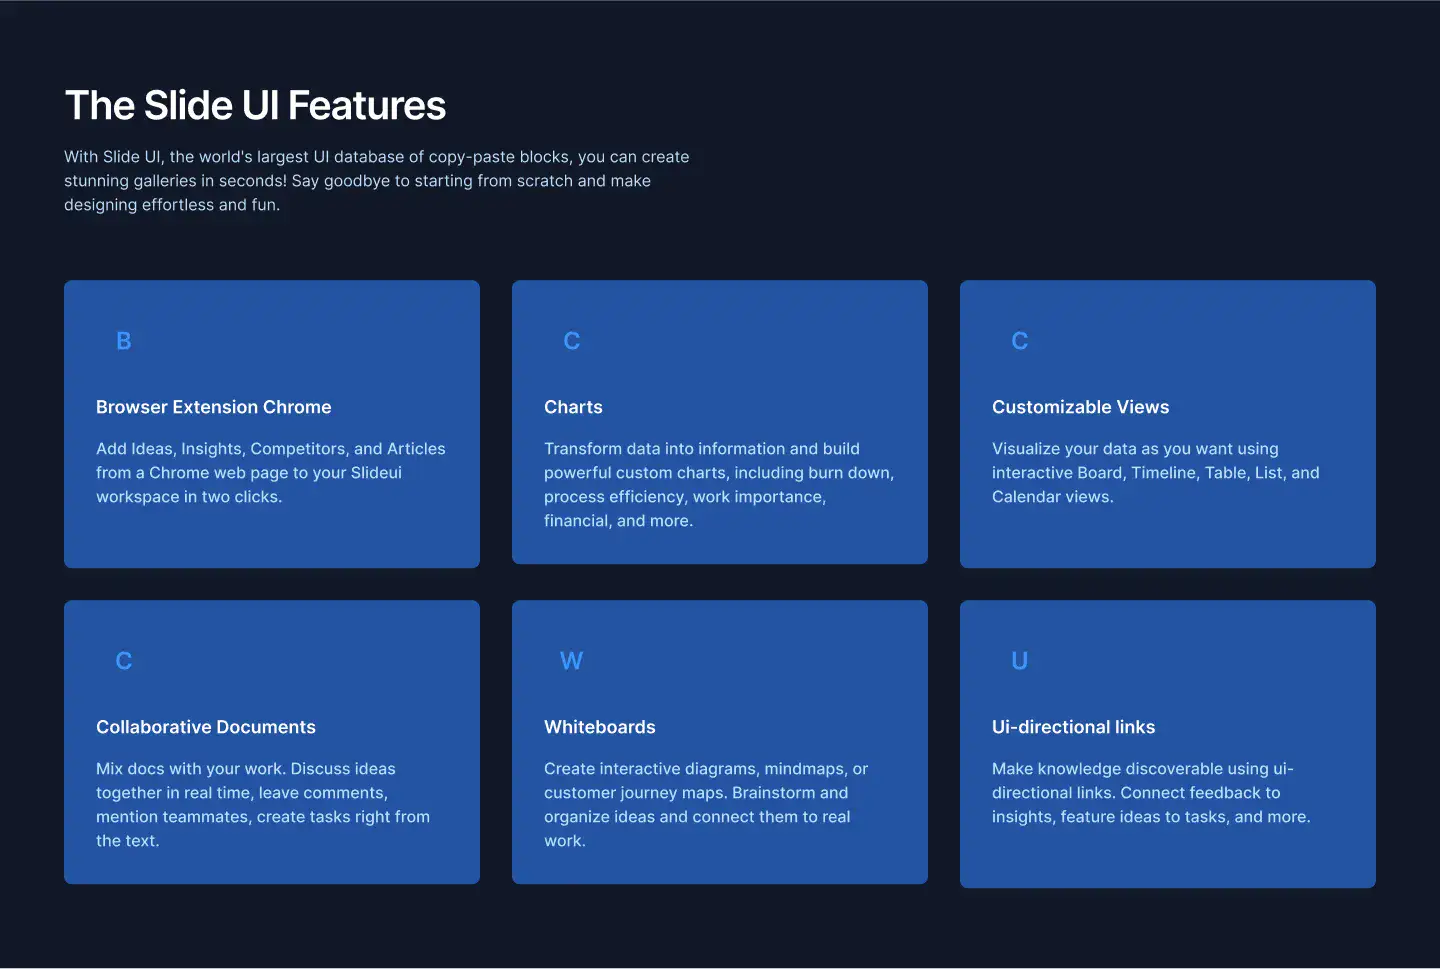 The Slide UI Features
With Slide UI, the world's largest UI database of copy-paste blocks, you can create
stunning galleries in seconds! Say goodbye to starting from scratch and make
designing effortless and fun.
B
Browser Extension Chrome
Add Ideas, Insights, Competitors, and Articles
from a Chrome web page to your Slideui
workspace in two clicks.
C
Charts
Transform data into information and build
powerful custom charts, including burn down,
process efficiency, work importance,
financial, and more.
C
Customizable Views
Visualize your data as you want using
interactive Board, Timeline, Table, List, and
Calendar views.
C
Collaborative Documents
Mix docs with your work. Discuss ideas
together in real time, leave comments,
mention teammates, create tasks right from
the text.
W
Whiteboards
Create interactive diagrams, mindmaps, or
customer journey maps. Brainstorm and
organize ideas and connect them to real
work.
U
Ui-directional links
Make knowledge discoverable using ui-
directional links. Connect feedback to
insights, feature ideas to tasks, and more.